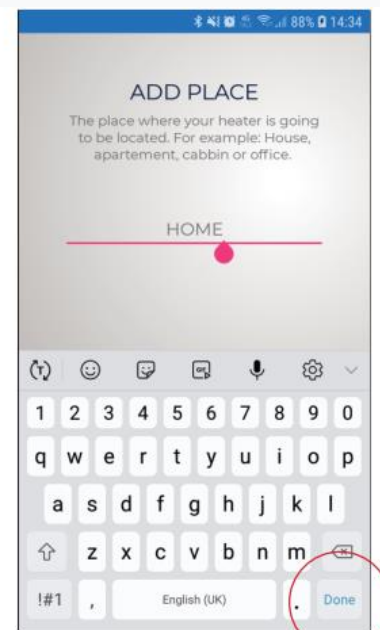 88% 14:34
ADD PLACE
The place where your heater is going
to be located. For example: House,
apartement, cabbin or office.
HOME
GIF
1 2 3 4 5 6 7 8 9 0
q w e r t y u i o p
a s d f g h j k l
z x c v b n m
!#1 , English (UK) . Done